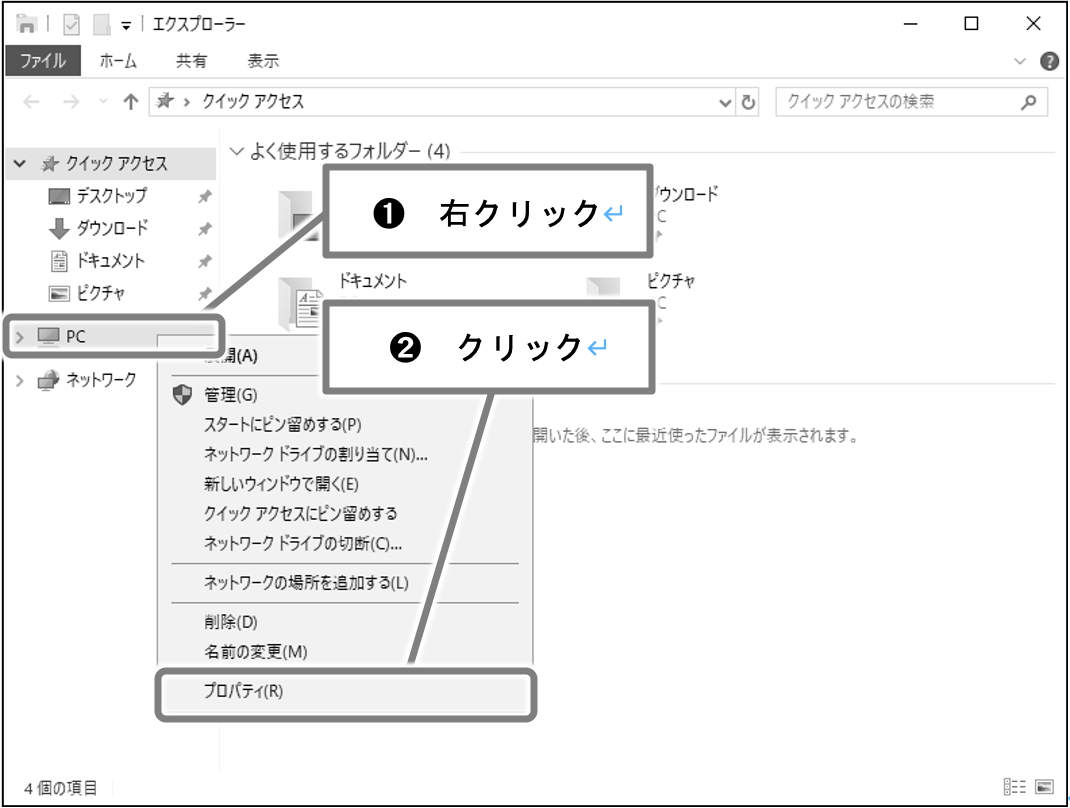 エクスプローラー
ファイル ホーム 共有 表示
クイック アクセス クイック アクセスの検索
クイック アクセス
デスクトップ
ダウンロード
ドキュメント
ピクチャ
PC
ネットワーク
よく使用するフォルダー (4)
❶ 右クリック↵
ウンロード
C
ドキュメント
ピクチャ
C
❷ クリック↵
開(A)
管理(G)
スタートにピン留めする(P)
ネットワーク ドライブの割り当て(N)...
新しいウィンドウで開く(E)
クイック アクセスにピン留めする
ネットワーク ドライブの切断(C)...
ネットワークの場所を追加する(L)
削除(D)
名前の変更(M)
プロパティ(R)
開いた後、ここに最近使ったファイルが表示されます。
4 個の項目